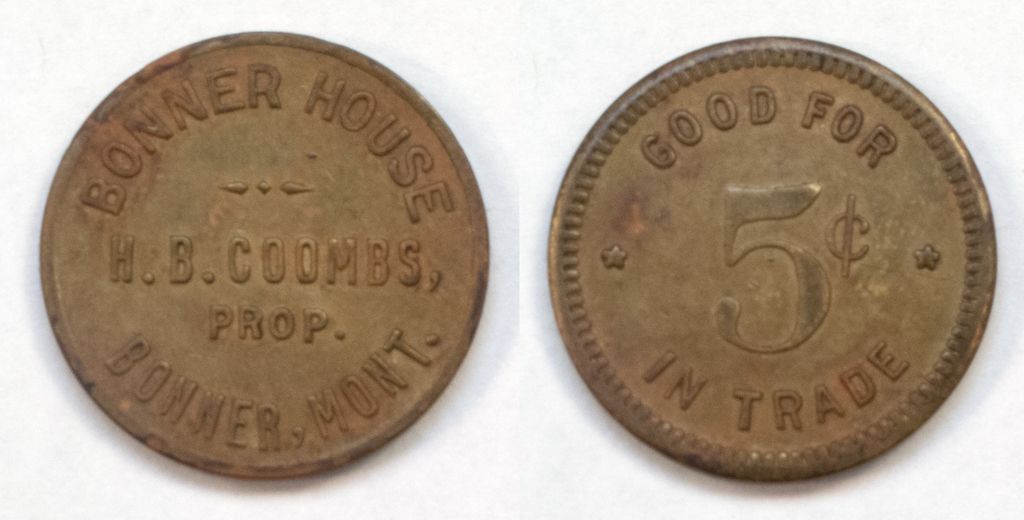 BONNER HOUSE
H. B. COOMBS,
PROP.
BONNER, MONT.
GOOD FOR
5¢
IN TRADE